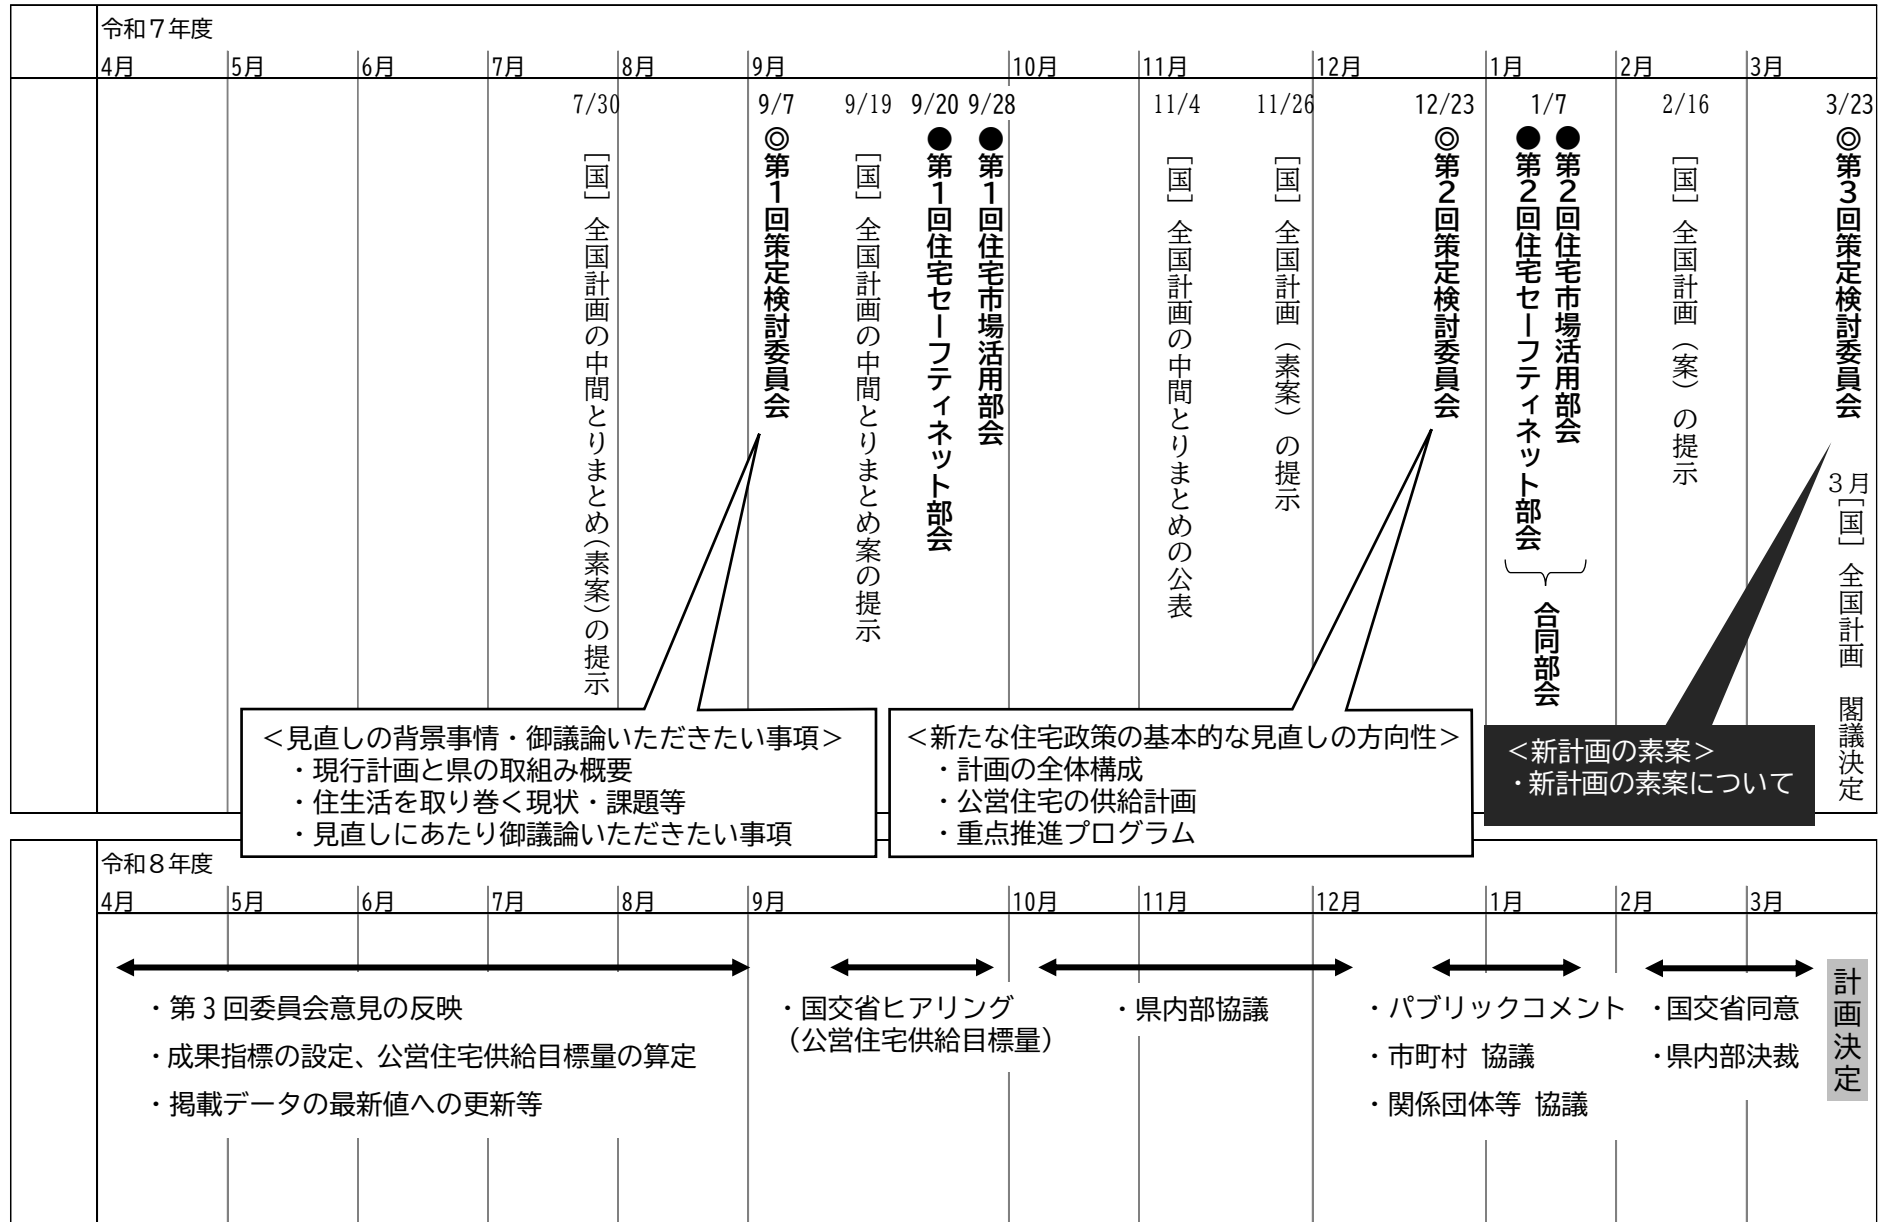 令和７年度
4月
5月
6月
7月
8月
9月
10月
11月
12月
1月
2月
3月
7/30
［国］全国計画の中間とりまとめ（素案）の提示
9/7
◎第１回策定検討委員会
9/19
［国］全国計画の中間とりまとめ案の提示
9/20
●第１回住宅セーフティネット部会
9/28
●第１回住宅市場活用部会
11/4
［国］全国計画の中間とりまとめの公表
11/26
［国］全国計画（素案）の提示
12/23
◎第２回策定検討委員会
1/7
●第２回住宅セーフティネット部会
●第２回住宅市場活用部会
合同部会
2/16
［国］全国計画（案）の提示
3/23
◎第３回策定検討委員会
３月
［国］全国計画　閣議決定
＜見直しの背景事情・御議論いただきたい事項＞
・現行計画と県の取組み概要
・住生活を取り巻く現状・課題等
・見直しにあたり御議論いただきたい事項
＜新たな住宅政策の基本的な見直しの方向性＞
・計画の全体構成
・公営住宅の供給計画
・重点推進プログラム
＜新計画の素案＞
・新計画の素案について
令和８年度
4月
5月
6月
7月
8月
9月
10月
11月
12月
1月
2月
3月
・第３回委員会意見の反映
・成果指標の設定、公営住宅供給目標量の算定
・掲載データの最新値への更新等
・国交省ヒアリング
（公営住宅供給目標量）
・県内部協議
・パブリックコメント
・市町村 協議
・関係団体等 協議
・国交省同意
・県内部決裁
計画決定